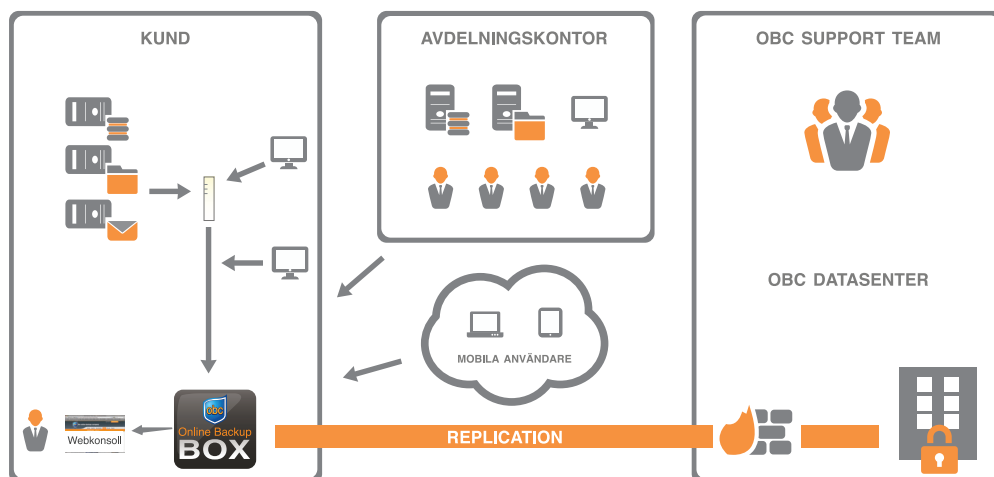 KUND
AVDELNINGSKONTOR
OBC SUPPORT TEAM
OBC DATASENTER
MOBILA ANVÄNDARE
Webkonsoll
obc
Online Backup
BOX
REPLICATION